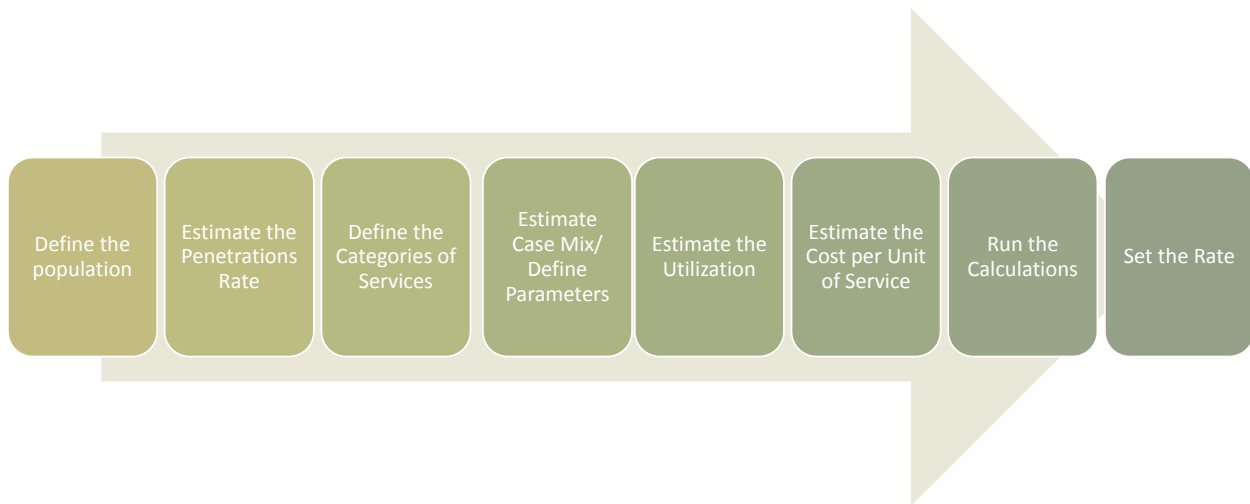 Define the
population
Estimate the
Penetrations
Rate
Define the
Categories of
Services
Estimate
Case Mix/
Define
Parameters
Estimate the
Utilization
Estimate the
Cost per Unit
of Service
Run the
Calculations
Set the Rate